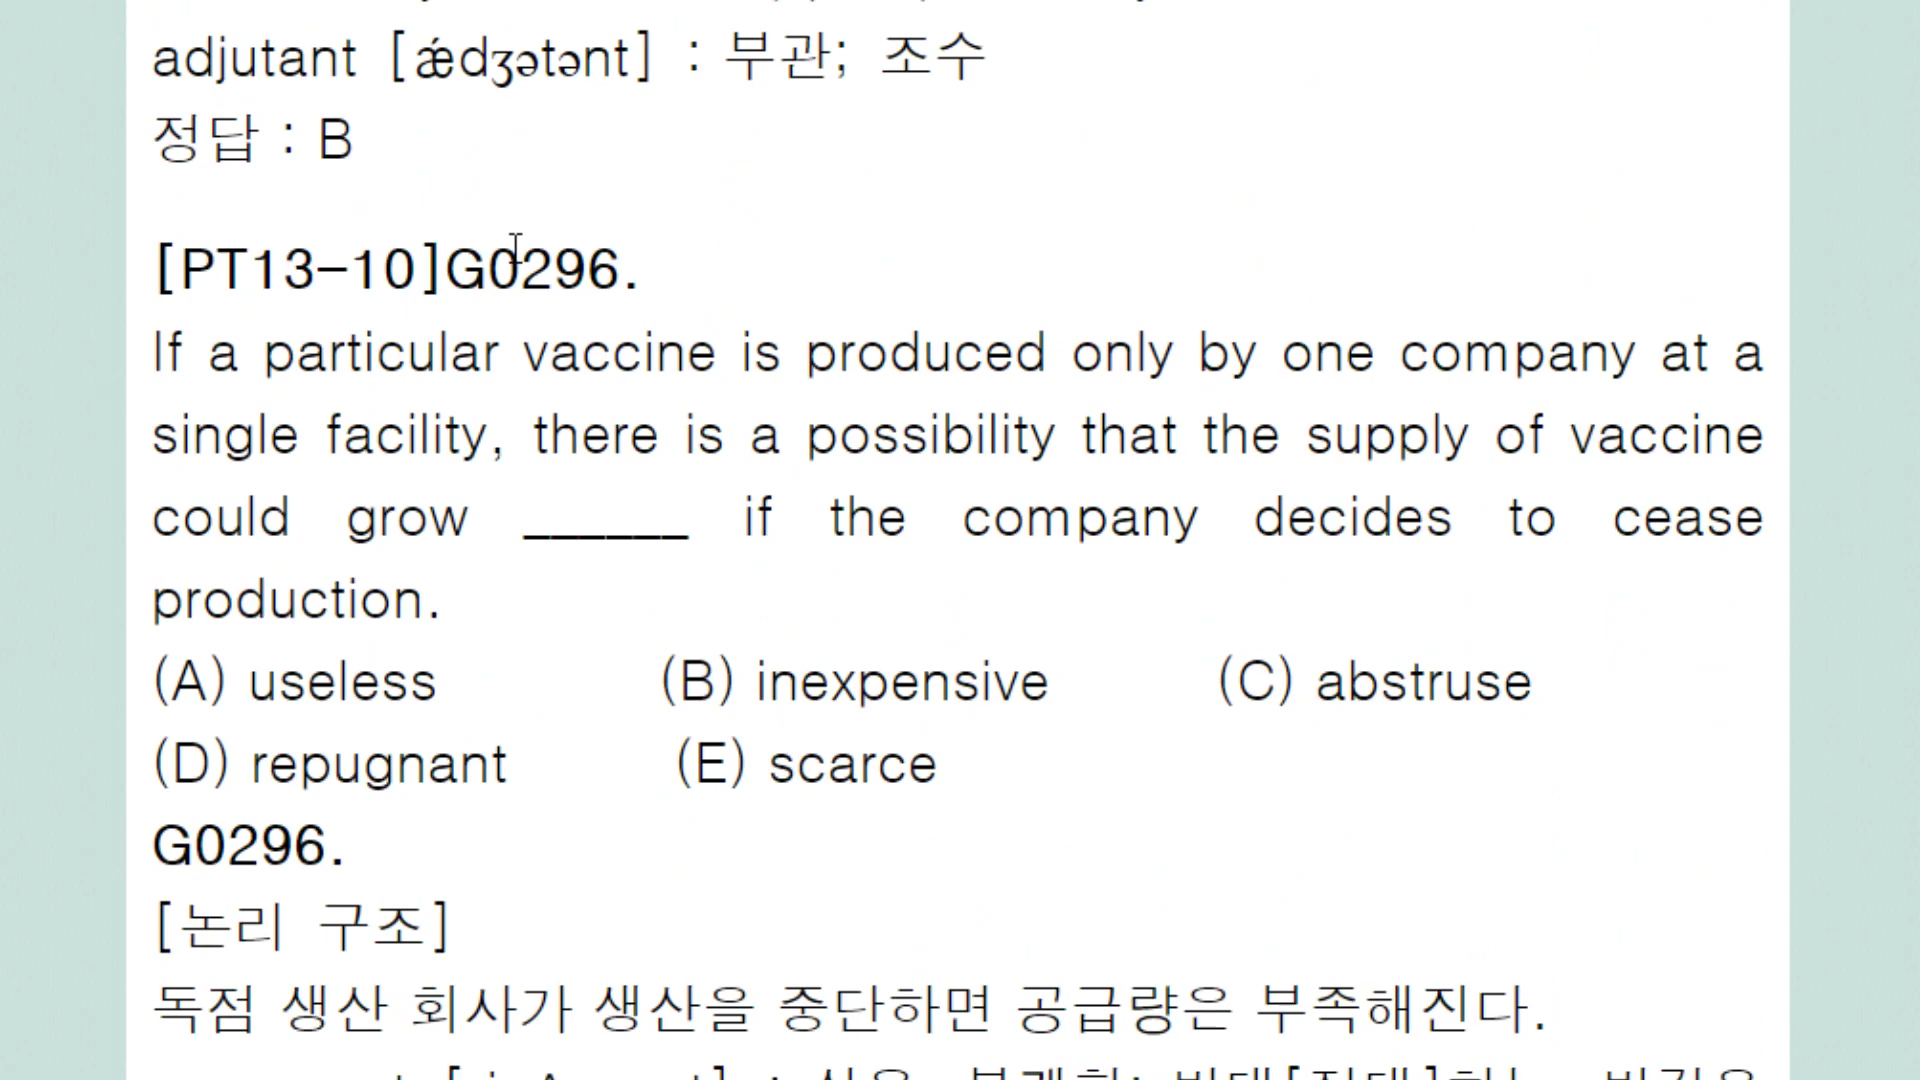 adjutant [ǽdʒətənt] : 부관; 조수
정답 : B
[PT13-10]G0296.
If a particular vaccine is produced only by one company at a
single facility, there is a possibility that the supply of vaccine
could grow ______ if the company decides to cease
production.
(A) useless (B) inexpensive (C) abstruse
(D) repugnant (E) scarce
G0296.
[논리 구조]
독점 생산 회사가 생산을 중단하면 공급량은 부족해진다.